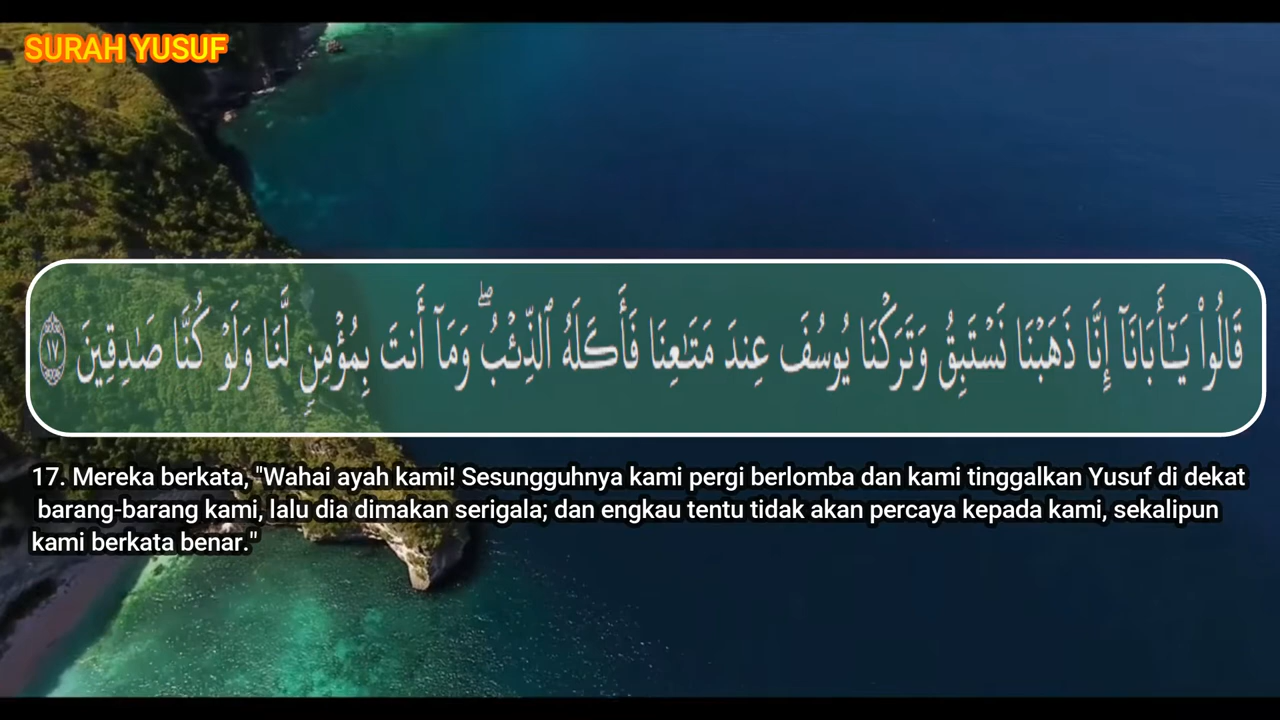 SURAH YUSUF
قَالُوا۟ يَـٰٓأَبَانَآ إِنَّا ذَهَبْنَا نَسْتَبِقُ وَتَرَكْنَا يُوسُفَ عِندَ مَتَـٰعِنَا فَأَكَلَهُ ٱلذِّئْبُ ۖ وَمَآ أَنتَ بِمُؤْمِنٍ لَّنَا وَلَوْ كُنَّا صَـٰدِقِينَ ١٧
17. Mereka berkata, "Wahai ayah kami! Sesungguhnya kami pergi berlomba dan kami tinggalkan Yusuf di dekat
barang-barang kami, lalu dia dimakan serigala; dan engkau tentu tidak akan percaya kepada kami, sekalipun
kami berkata benar."